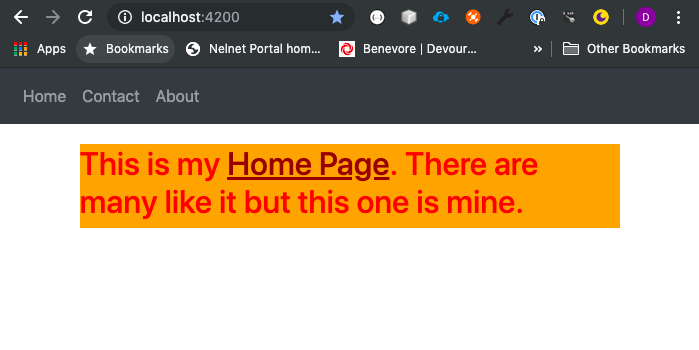 localhost:4200
D
Apps Bookmarks Nelnet Portal hom... Benevore | Devour... » Other Bookmarks
Home Contact About
This is my Home Page. There are
many like it but this one is mine.